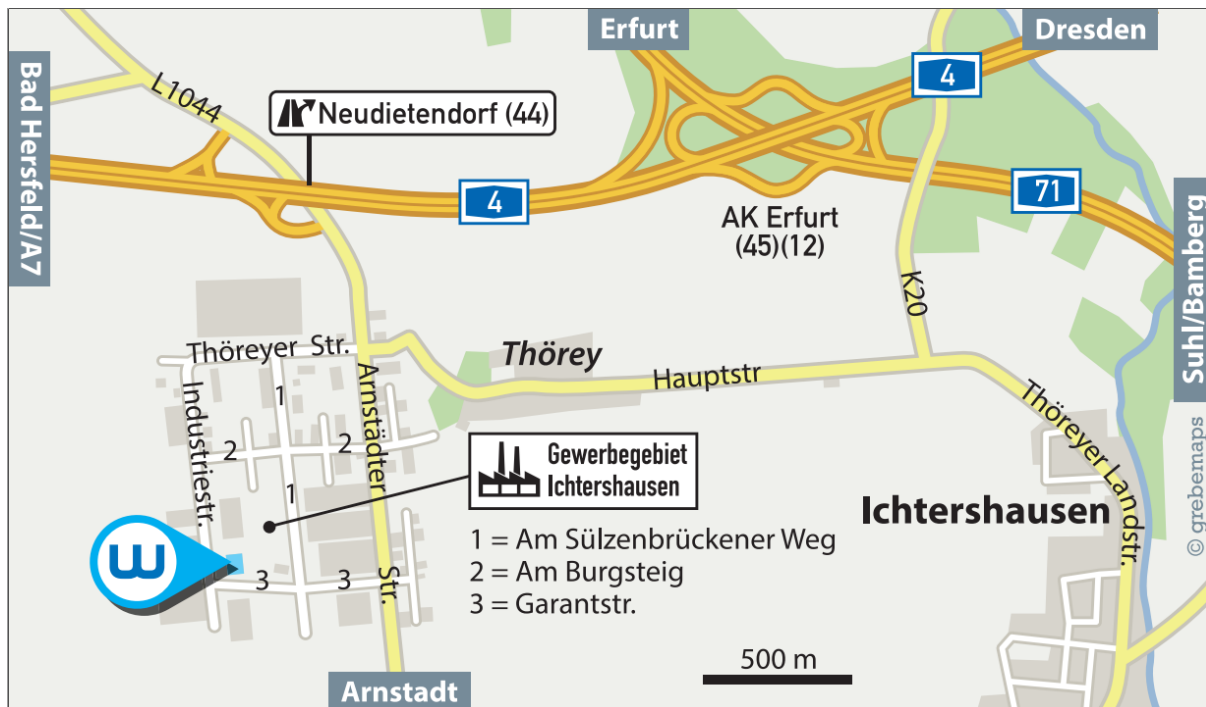 Erfurt
Dresden
Bad Hersfeld/A7
L1044
Neudietendorf (44)
4
4
71
AK Erfurt
(45)(12)
Suhl/Bamberg
K20
Thöreyer Str.
Thörey
Hauptstr
Industriestr.
1
Arnstädter Str.
2
2
Thöreyer Landstr.
Gewerbegebiet
Ichtershausen
1
Ichtershausen
© grebemaps
W
1 = Am Sülzenbrückener Weg
2 = Am Burgsteig
3 = Garantstr.
3
3
500 m
Arnstadt